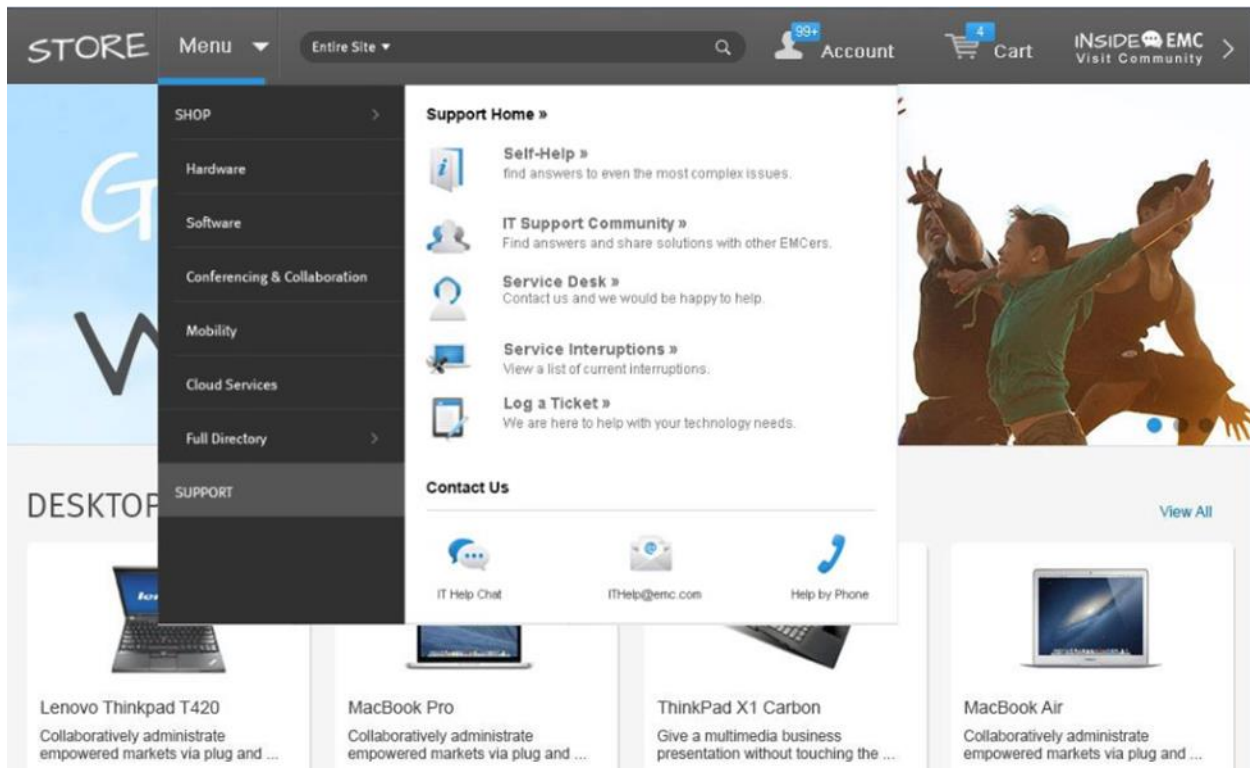 STORE
Menu
Entire Site
99+
Account
4
Cart
INSIDE EMC
Visit Community
SHOP
Hardware
Software
Conferencing & Collaboration
Mobility
Cloud Services
Full Directory
SUPPORT
Support Home »
Self-Help »
find answers to even the most complex issues.
IT Support Community »
Find answers and share solutions with other EMCers.
Service Desk »
Contact us and we would be happy to help.
Service Interuptions »
View a list of current interruptions.
Log a Ticket »
We are here to help with your technology needs.
Contact Us
IT Help Chat
ITHelp@emc.com
Help by Phone
G
W
DESKTOP
View All
Lenovo Thinkpad T420
Collaboratively administrate
empowered markets via plug and ...
MacBook Pro
Collaboratively administrate
empowered markets via plug and ...
ThinkPad X1 Carbon
Give a multimedia business
presentation without touching the ...
MacBook Air
Collaboratively administrate
empowered markets via plug and ...